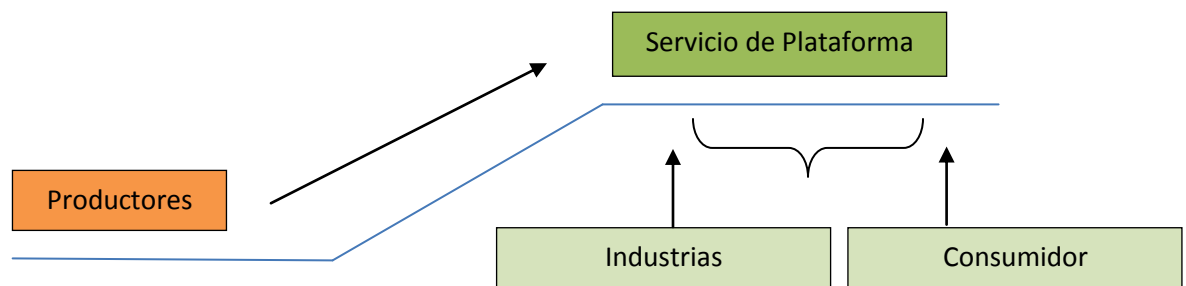 Servicio de Plataforma
Productores
Industrias
Consumidor